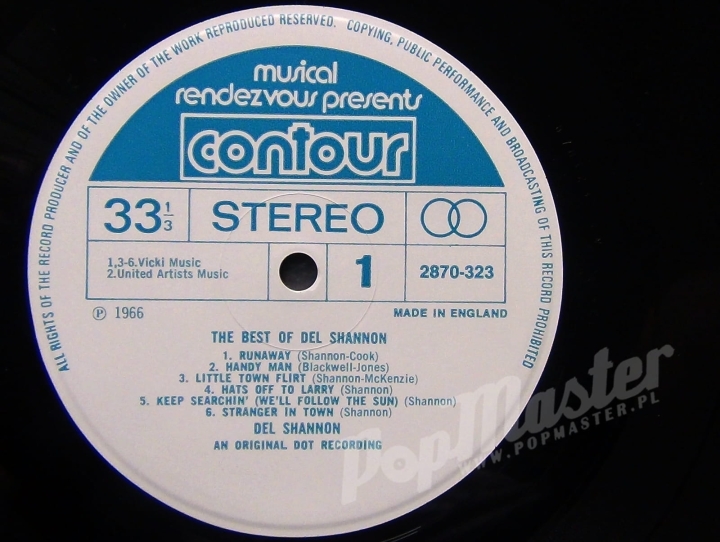 ALL RIGHTS OF THE RECORD PRODUCER AND OF THE OWNER OF THE WORK REPRODUCED RESERVED. COPYING, PUBLIC PERFORMANCE AND BROADCASTING OF THIS RECORD PROHIBITED
musical
rendezvous presents
contour
33 1/3 STEREO
1,3-6.Vicki Music
2.United Artists Music
1
2870-323
Ⓟ 1966
MADE IN ENGLAND
THE BEST OF DEL SHANNON
1. RUNAWAY (Shannon-Cook)
2. HANDY MAN (Blackwell-Jones)
3. LITTLE TOWN FLIRT (Shannon-McKenzie)
4. HATS OFF TO LARRY (Shannon)
5. KEEP SEARCHIN' (WE'LL FOLLOW THE SUN) (Shannon)
6. STRANGER IN TOWN (Shannon)
DEL SHANNON
AN ORIGINAL DOT RECORDING
PopMaster
WWW.POPMASTER.PL